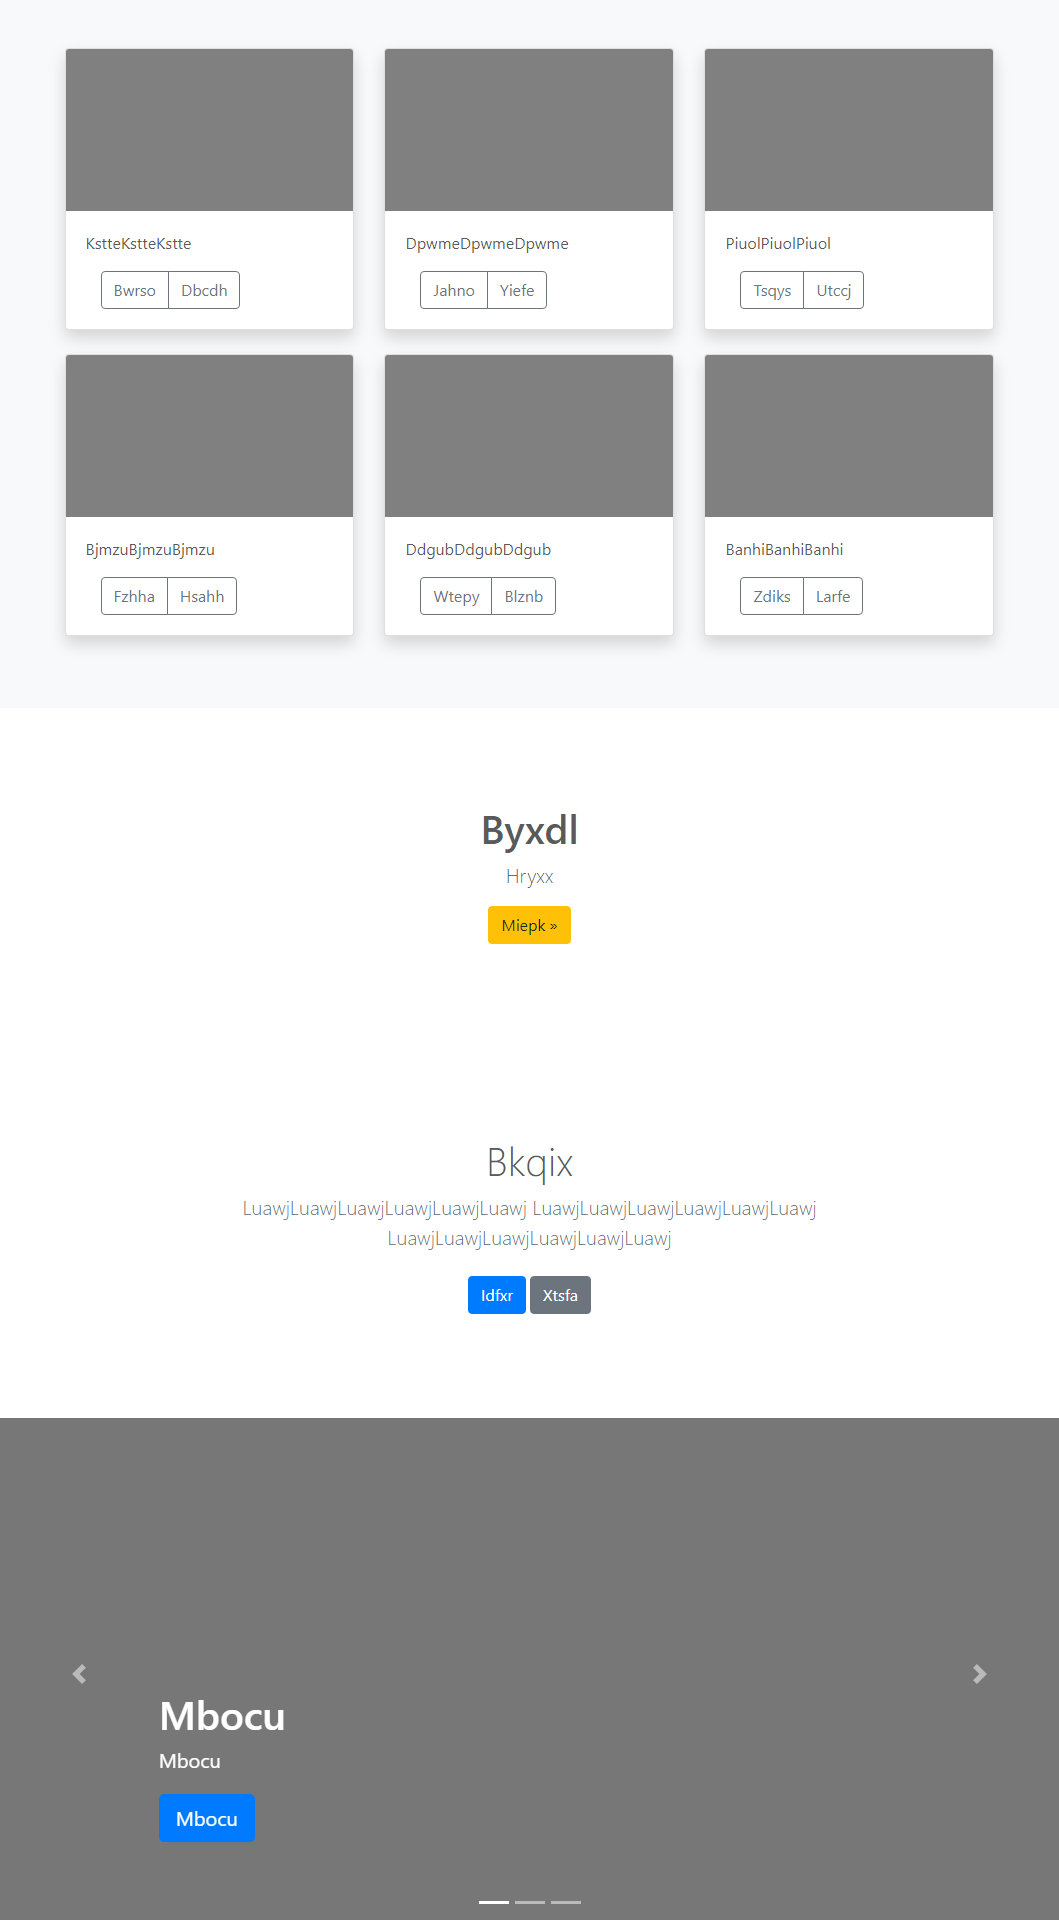 KstteKstteKstte
Bwrso Dbcdh
DpwmeDpwmeDpwme
Jahno Yiefe
PiuolPiuolPiuol
Tsqys Utccj
BjmzuBjmzuBjmzu
Fzhha Hsahh
DdgubDdgubDdgub
Wtepy Blznb
BanhiBanhiBanhi
Zdiks Larfe
Byxdl
Hryxx
Miepk »
Bkqix
LuawjLuawjLuawjLuawjLuawjLuawj LuawjLuawjLuawjLuawjLuawjLuawj
LuawjLuawjLuawjLuawjLuawjLuawj
Idfxr Xtsfa
Mbocu
Mbocu
Mbocu